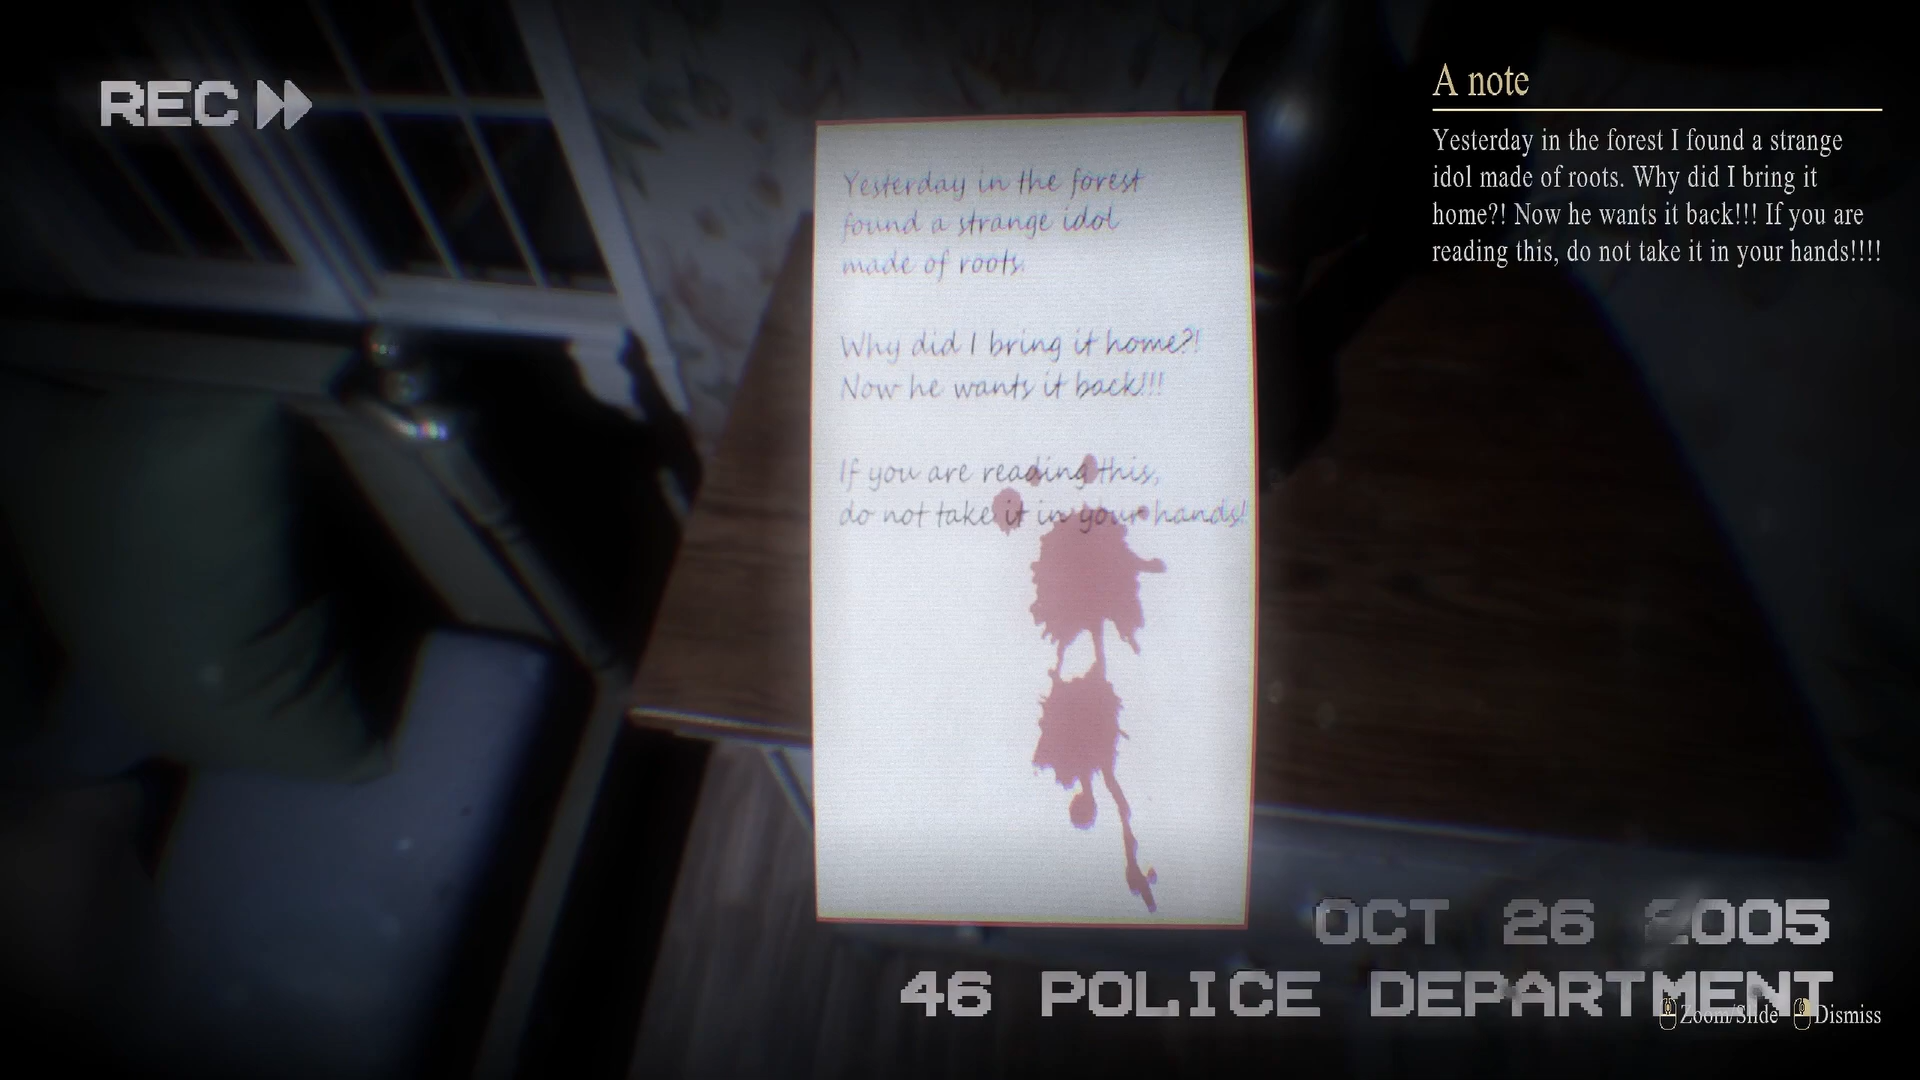 REC
A note
Yesterday in the forest I found a strange
idol made of roots. Why did I bring it
home?! Now he wants it back!!! If you are
reading this, do not take it in your hands!!!!
Yesterday in the forest
found a strange idol
made of roots.
Why did I bring it home?!
Now he wants it back!!!
If you are reading this,
do not take it in your hands!
OCT 26 2005
46 POLICE DEPARTMENT
Zoom/Slide Dismiss